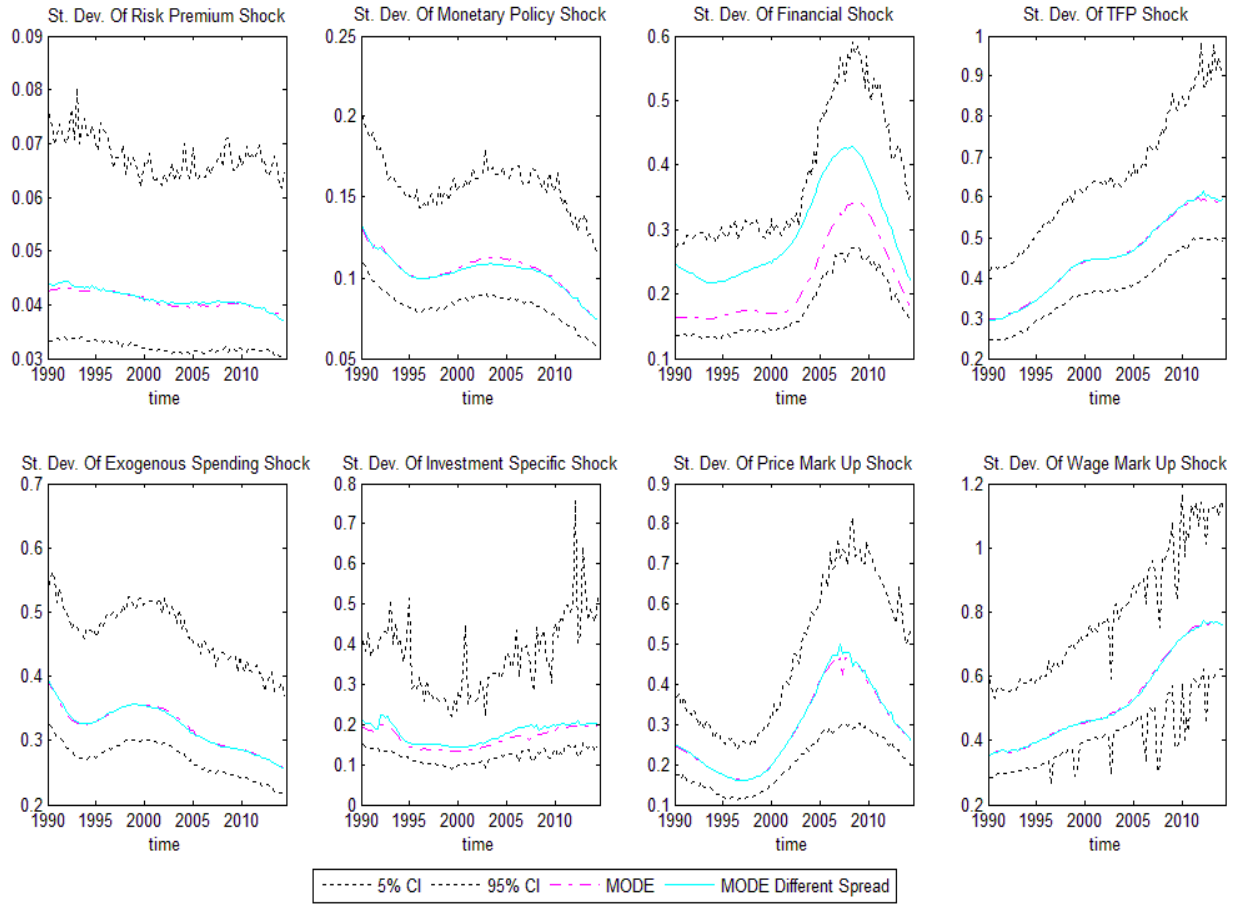 St. Dev. Of Risk Premium Shock
0.09
0.08
0.07
0.06
0.05
0.04
0.03
1990 1995 2000 2005 2010
time
St. Dev. Of Monetary Policy Shock
0.25
0.2
0.15
0.1
0.05
1990 1995 2000 2005 2010
time
St. Dev. Of Financial Shock
0.6
0.5
0.4
0.3
0.2
0.1
1990 1995 2000 2005 2010
time
St. Dev. Of TFP Shock
1
0.9
0.8
0.7
0.6
0.5
0.4
0.3
0.2
1990 1995 2000 2005 2010
time
St. Dev. Of Exogenous Spending Shock
0.7
0.6
0.5
0.4
0.3
0.2
1990 1995 2000 2005 2010
time
St. Dev. Of Investment Specific Shock
0.8
0.7
0.6
0.5
0.4
0.3
0.2
0.1
0
1990 1995 2000 2005 2010
time
St. Dev. Of Price Mark Up Shock
0.9
0.8
0.7
0.6
0.5
0.4
0.3
0.2
0.1
1990 1995 2000 2005 2010
time
St. Dev. Of Wage Mark Up Shock
1.2
1
0.8
0.6
0.4
0.2
1990 1995 2000 2005 2010
time
5% CI 95% CI MODE MODE Different Spread